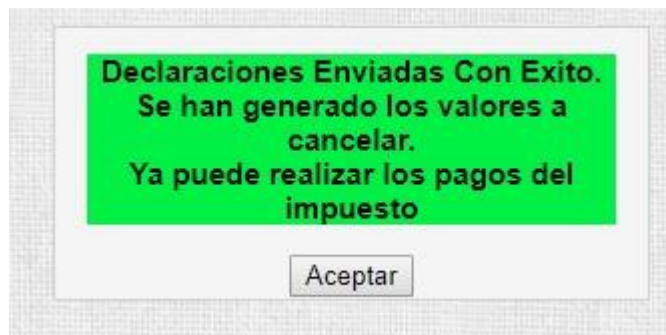 Declaraciones Enviadas Con Exito.
Se han generado los valores a
cancelar.
Ya puede realizar los pagos del
impuesto
Aceptar